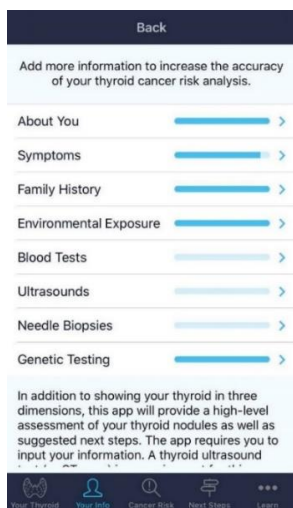 Back
Add more information to increase the accuracy
of your thyroid cancer risk analysis.
About You
Symptoms
Family History
Environmental Exposure
Blood Tests
Ultrasounds
Needle Biopsies
Genetic Testing
In addition to showing your thyroid in three
dimensions, this app will provide a high-level
assessment of your thyroid nodules as well as
suggested next steps. The app requires you to
input your information. A thyroid ultrasound
Your Thyroid Your Info Cancer Risk Next Steps Learn